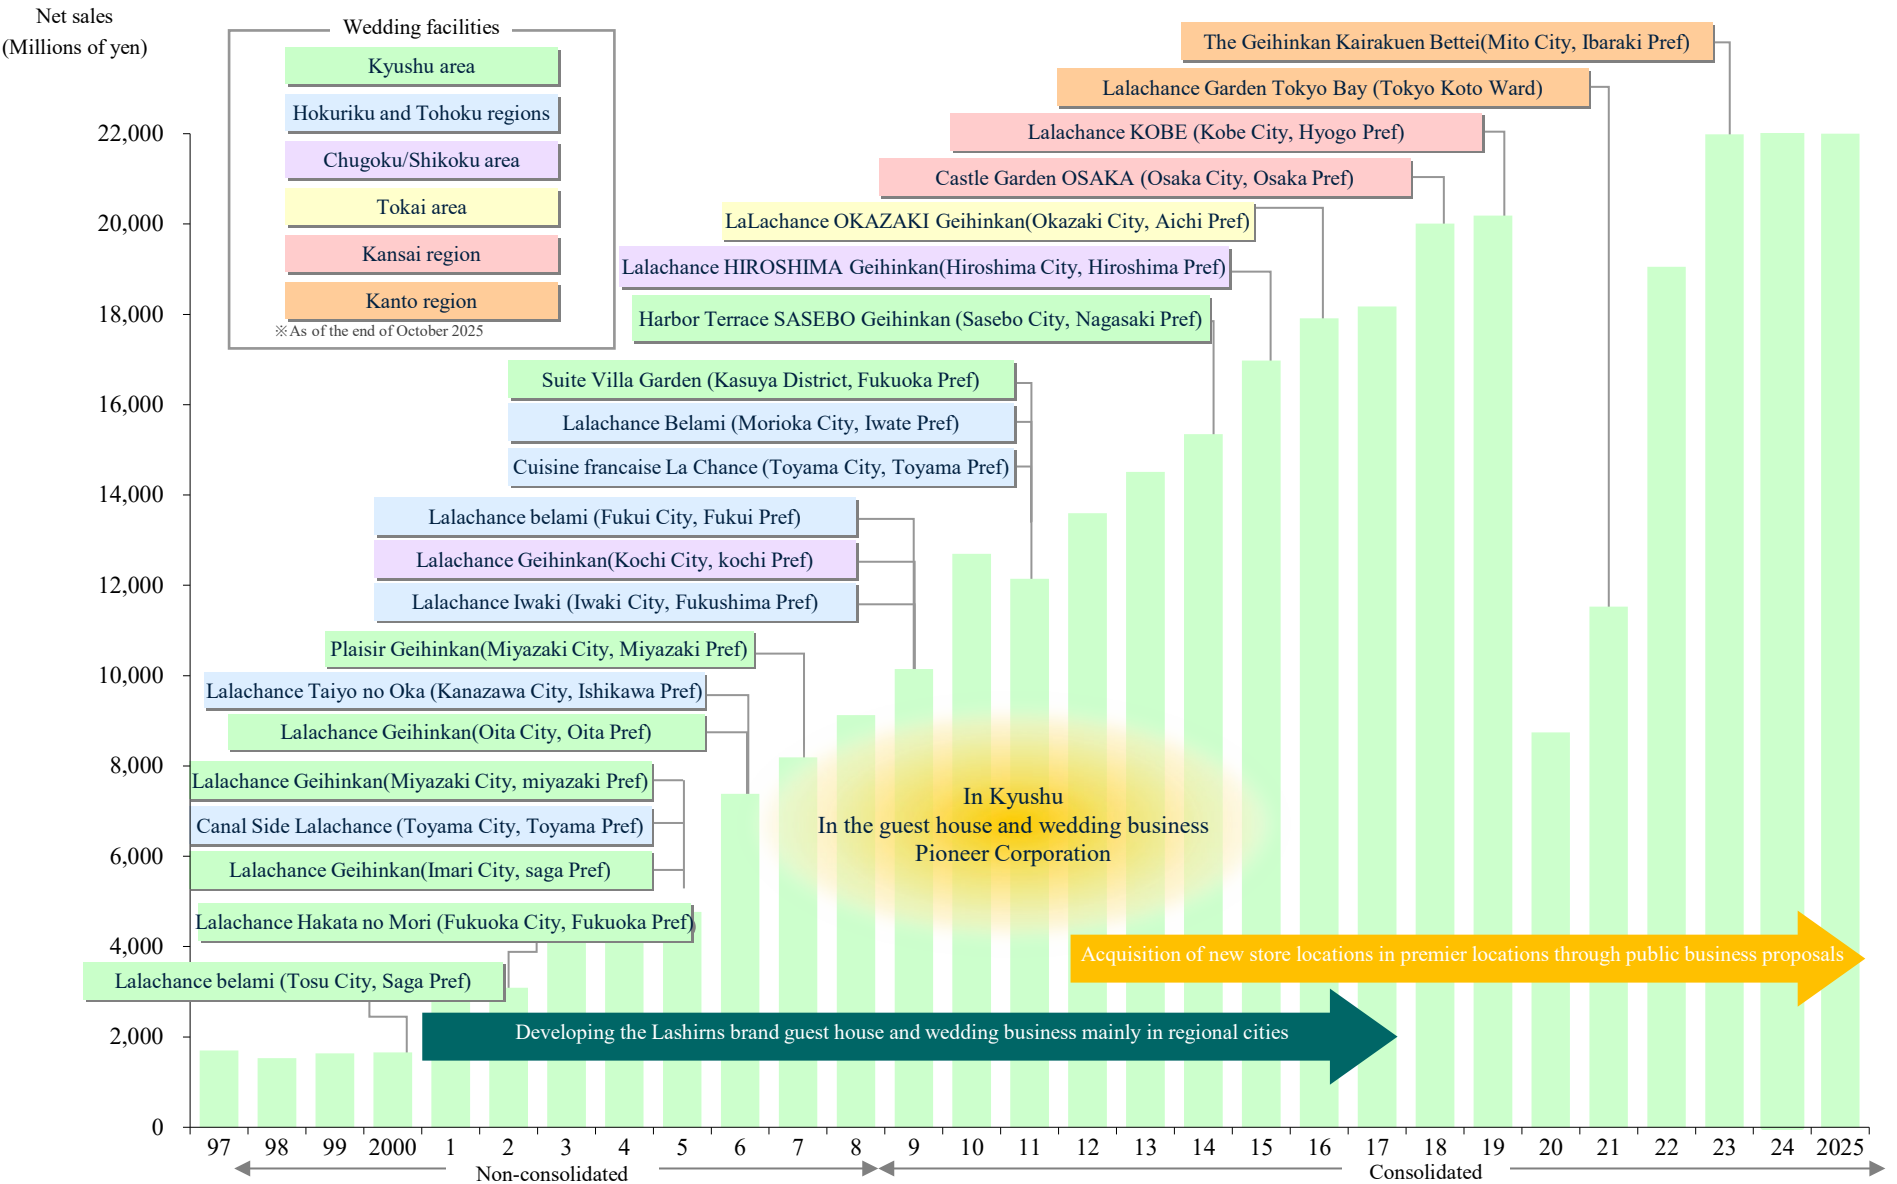 Net sales
(Millions of yen)
Wedding facilities
Kyushu area
Hokuriku and Tohoku regions
Chugoku/Shikoku area
Tokai area
Kansai region
Kanto region
※As of the end of October 2025
The Geihinkan Kairakuen Bettei(Mito City, Ibaraki Pref)
Lalachance Garden Tokyo Bay (Tokyo Koto Ward)
Lalachance KOBE (Kobe City, Hyogo Pref)
Castle Garden OSAKA (Osaka City, Osaka Pref)
LaLachance OKAZAKI Geihinkan(Okazaki City, Aichi Pref)
Lalachance HIROSHIMA Geihinkan(Hiroshima City, Hiroshima Pref)
Harbor Terrace SASEBO Geihinkan (Sasebo City, Nagasaki Pref)
Suite Villa Garden (Kasuya District, Fukuoka Pref)
Lalachance Belami (Morioka City, Iwate Pref)
Cuisine francaise La Chance (Toyama City, Toyama Pref)
Lalachance belami (Fukui City, Fukui Pref)
Lalachance Geihinkan(Kochi City, kochi Pref)
Lalachance Iwaki (Iwaki City, Fukushima Pref)
Plaisir Geihinkan(Miyazaki City, Miyazaki Pref)
Lalachance Taiyo no Oka (Kanazawa City, Ishikawa Pref)
Lalachance Geihinkan(Oita City, Oita Pref)
Lalachance Geihinkan(Miyazaki City, miyazaki Pref)
Canal Side Lalachance (Toyama City, Toyama Pref)
Lalachance Geihinkan(Imari City, saga Pref)
Lalachance Hakata no Mori (Fukuoka City, Fukuoka Pref)
Lalachance belami (Tosu City, Saga Pref)
In Kyushu
In the guest house and wedding business
Pioneer Corporation
Acquisition of new store locations in premier locations through public business proposals
Developing the Lashirns brand guest house and wedding business mainly in regional cities
22,000
20,000
18,000
16,000
14,000
12,000
10,000
8,000
6,000
4,000
2,000
0
97 98 99 2000 1 2 3 4 5 6 7 8 9 10 11 12 13 14 15 16 17 18 19 20 21 22 23 24 2025
Non-consolidated
Consolidated